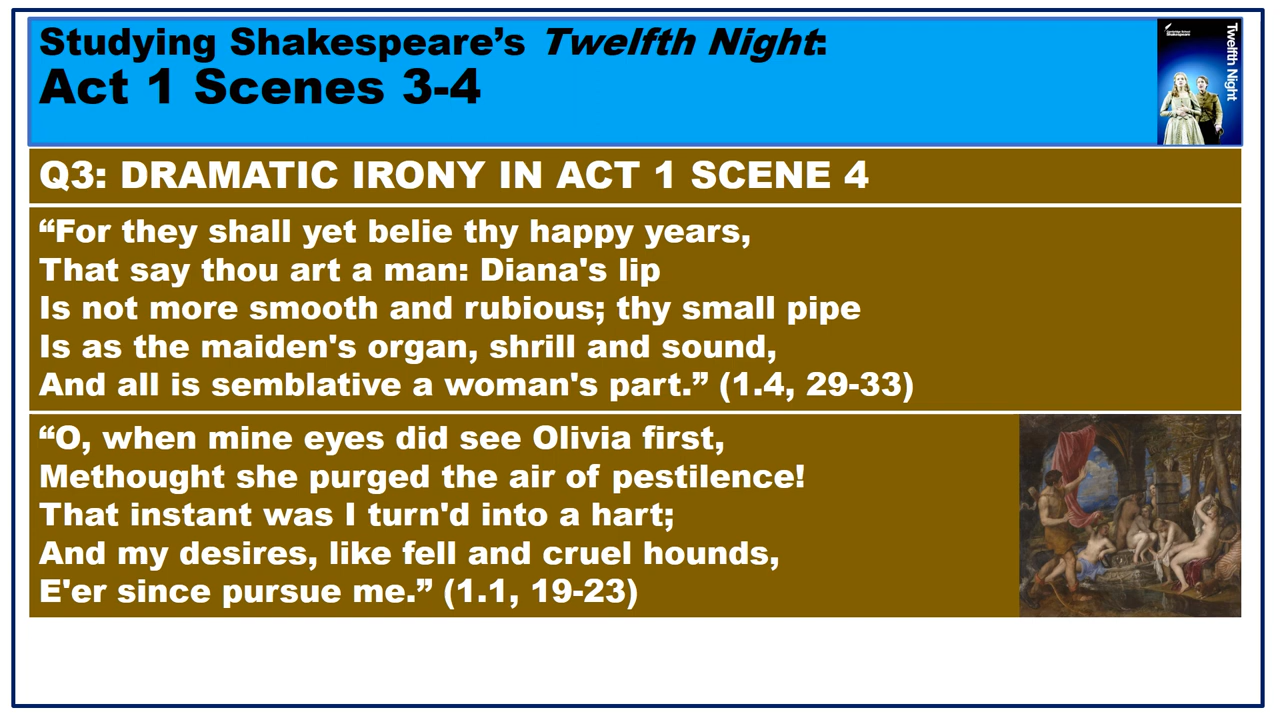 Studying Shakespeare’s Twelfth Night:
Act 1 Scenes 3-4
Twelfth Night
Q3: DRAMATIC IRONY IN ACT 1 SCENE 4
“For they shall yet belie thy happy years,
That say thou art a man: Diana's lip
Is not more smooth and rubious; thy small pipe
Is as the maiden's organ, shrill and sound,
And all is semblative a woman's part.” (1.4, 29-33)
“O, when mine eyes did see Olivia first,
Methought she purged the air of pestilence!
That instant was I turn'd into a hart;
And my desires, like fell and cruel hounds,
E'er since pursue me.” (1.1, 19-23)